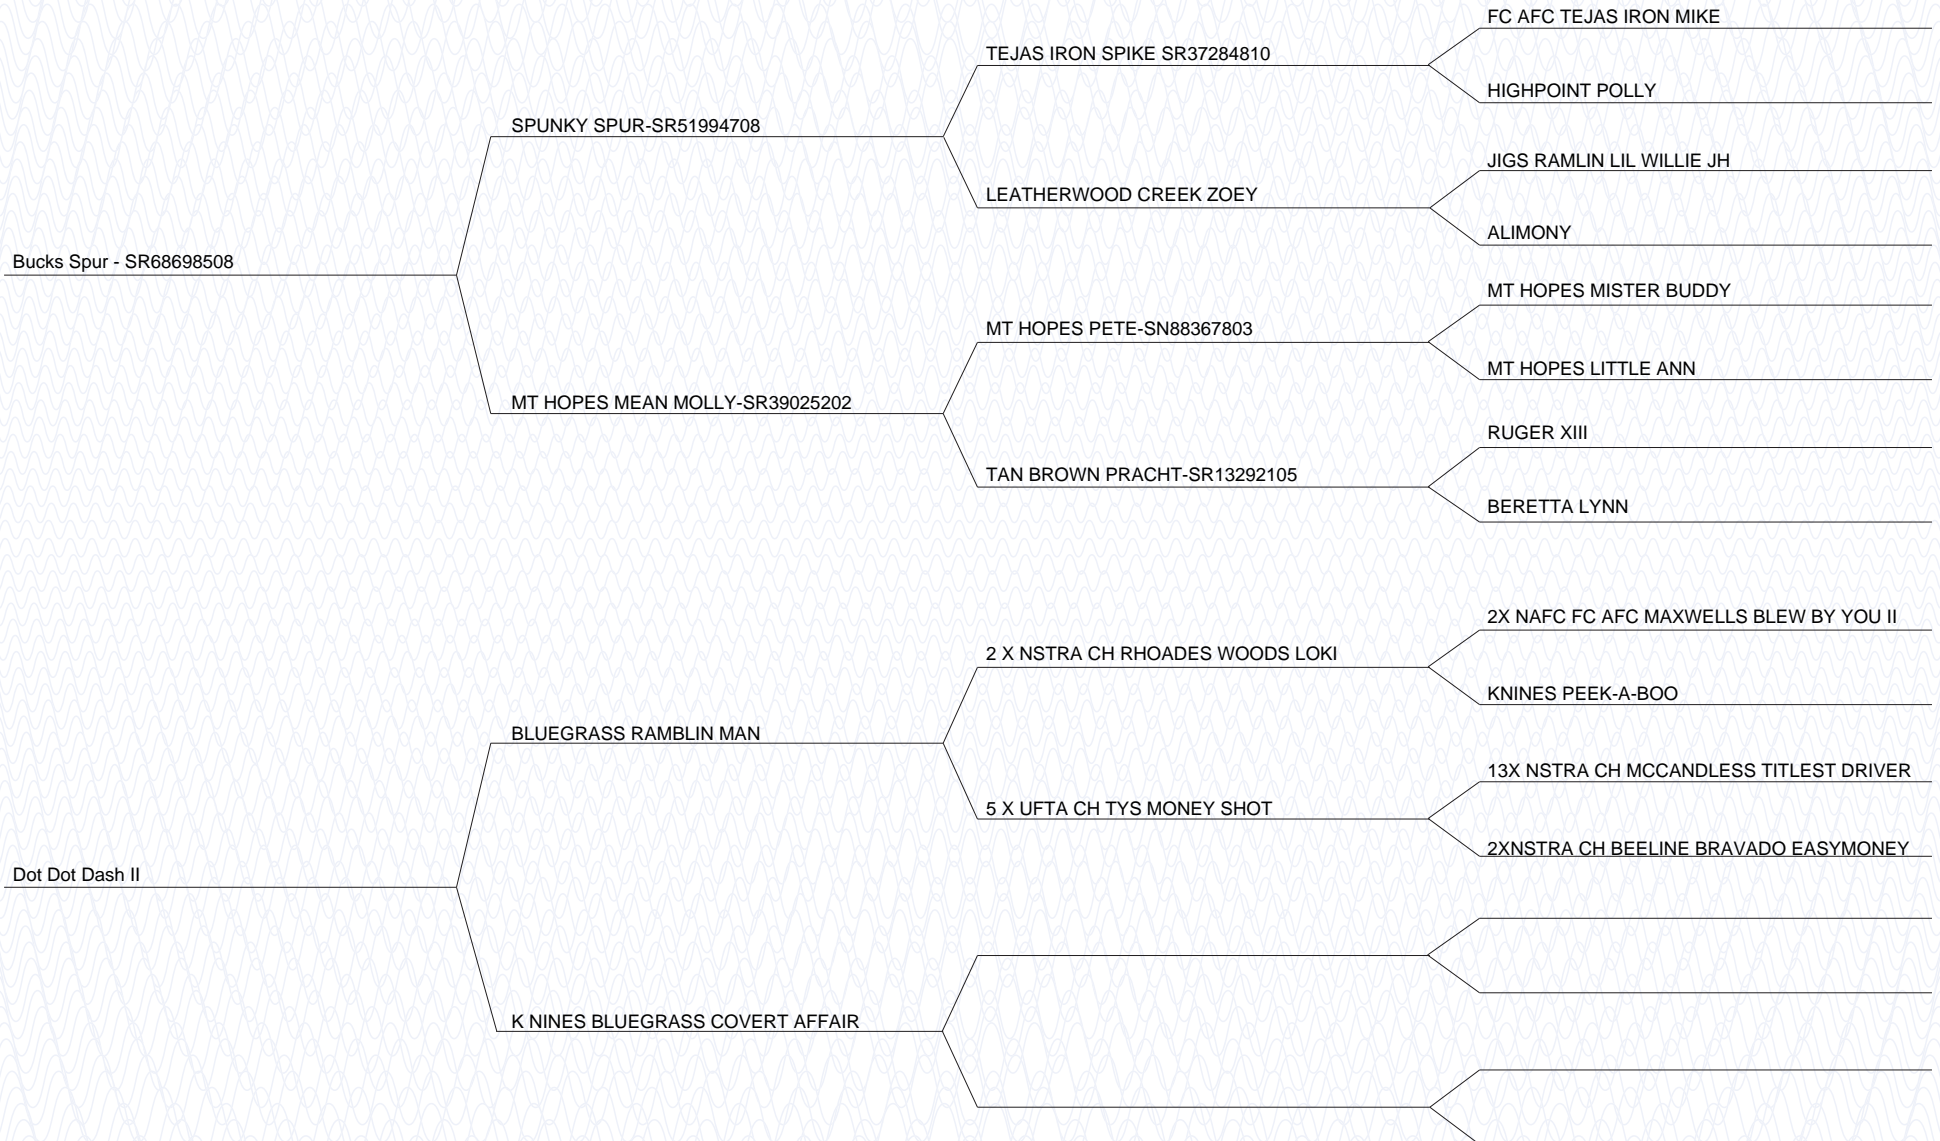 FC AFC TEJAS IRON MIKE
TEJAS IRON SPIKE SR37284810
HIGHPOINT POLLY
SPUNKY SPUR-SR51994708
JIGS RAMLIN LIL WILLIE JH
LEATHERWOOD CREEK ZOEY
ALIMONY
Bucks Spur - SR68698508
MT HOPES MISTER BUDDY
MT HOPES PETE-SN88367803
MT HOPES LITTLE ANN
MT HOPES MEAN MOLLY-SR39025202
RUGER XIII
TAN BROWN PRACHT-SR13292105
BERETTA LYNN
2X NAFC FC AFC MAXWELLS BLEW BY YOU II
2 X NSTRA CH RHOADES WOODS LOKI
KNINES PEEK-A-BOO
BLUEGRASS RAMBLIN MAN
13X NSTRA CH MCCANDLESS TITLEST DRIVER
5 X UFTA CH TYS MONEY SHOT
2XNSTRA CH BEELINE BRAVADO EASYMONEY
Dot Dot Dash II
K NINES BLUEGRASS COVERT AFFAIR